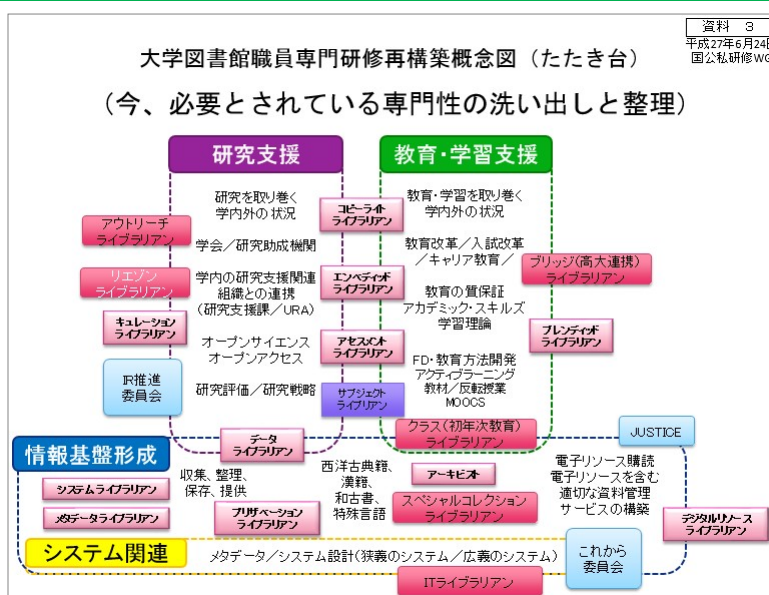 資料 3
平成27年6月24日
国公私研修WG
大学図書館職員専門研修再構築概念図（たたき台）
（今、必要とされている専門性の洗い出しと整理）
研究支援
教育・学習支援
研究を取り巻く
学内外の状況
学会／研究助成機関
学内の研究支援関連
組織との連携
(研究支援課／URA)
オープンサイエンス
オープンアクセス
研究評価／研究戦略
アウトリーチ
ライブラリアン
リエゾン
ライブラリアン
キュレーション
ライブラリアン
IR推進
委員会
コピーライト
ライブラリアン
エンベディッド
ライブラリアン
アセスメント
ライブラリアン
サブジェクト
ライブラリアン
教育・学習を取り巻く
学内外の状況
教育改革／入試改革
／キャリア教育／
教育の質保証
アカデミック・スキルズ
学習理論
FD・教育方法開発
アクティブラーニング
教材／反転授業
MOOCS
ブリッジ(高大連携)
ライブラリアン
ブレンディッド
ライブラリアン
クラス(初年次教育)
ライブラリアン
JUSTICE
データ
ライブラリアン
情報基盤形成
システムライブラリアン
メタデータライブラリアン
収集、整理、
保存、提供
プリザベーション
ライブラリアン
西洋古典籍、
漢籍、
和古書、
特殊言語
アーキビスト
スペシャルコレクション
ライブラリアン
電子リソース購読
電子リソースを含む
適切な資料管理
サービスの構築
デジタルリソース
ライブラリアン
システム関連
メタデータ／システム設計(狭義のシステム／広義のシステム)
これから
委員会
ITライブラリアン